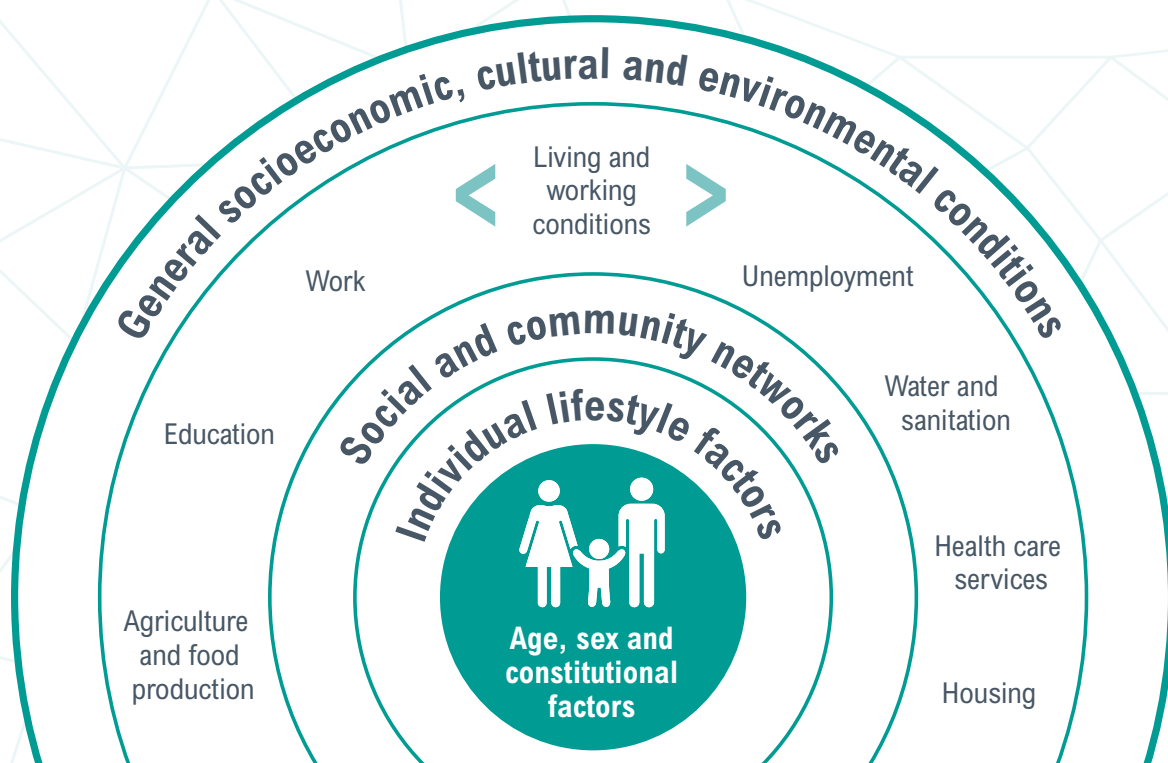 General socioeconomic, cultural and environmental conditions
Living and
working
conditions
Work
Unemployment
Social and community networks
Water and
sanitation
Individual lifestyle factors
Education
Health care
services
Agriculture
and food
production
Age, sex and
constitutional
factors
Housing